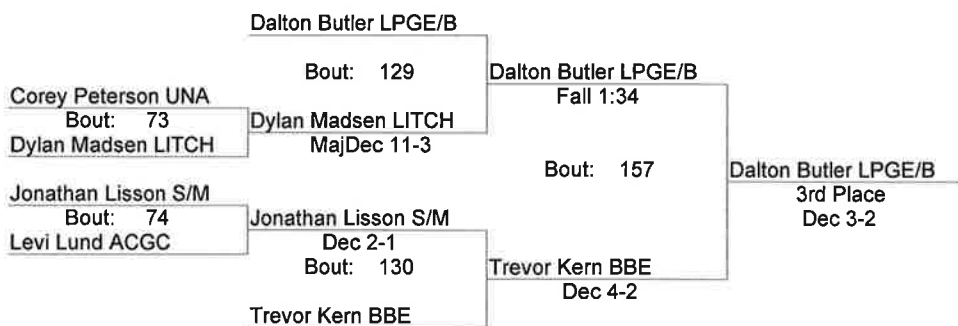 Dalton Butler LPGE/B
Bout: 129
Dalton Butler LPGE/B
Fall 1:34
Corey Peterson UNA
Bout: 73
Dylan Madsen LITCH
Dylan Madsen LITCH
MajDec 11-3
Bout: 157
Dalton Butler LPGE/B
3rd Place
Dec 3-2
Jonathan Lisson S/M
Bout: 74
Levi Lund ACGC
Jonathan Lisson S/M
Dec 2-1
Bout: 130
Trevor Kern BBE
Dec 4-2
Trevor Kern BBE